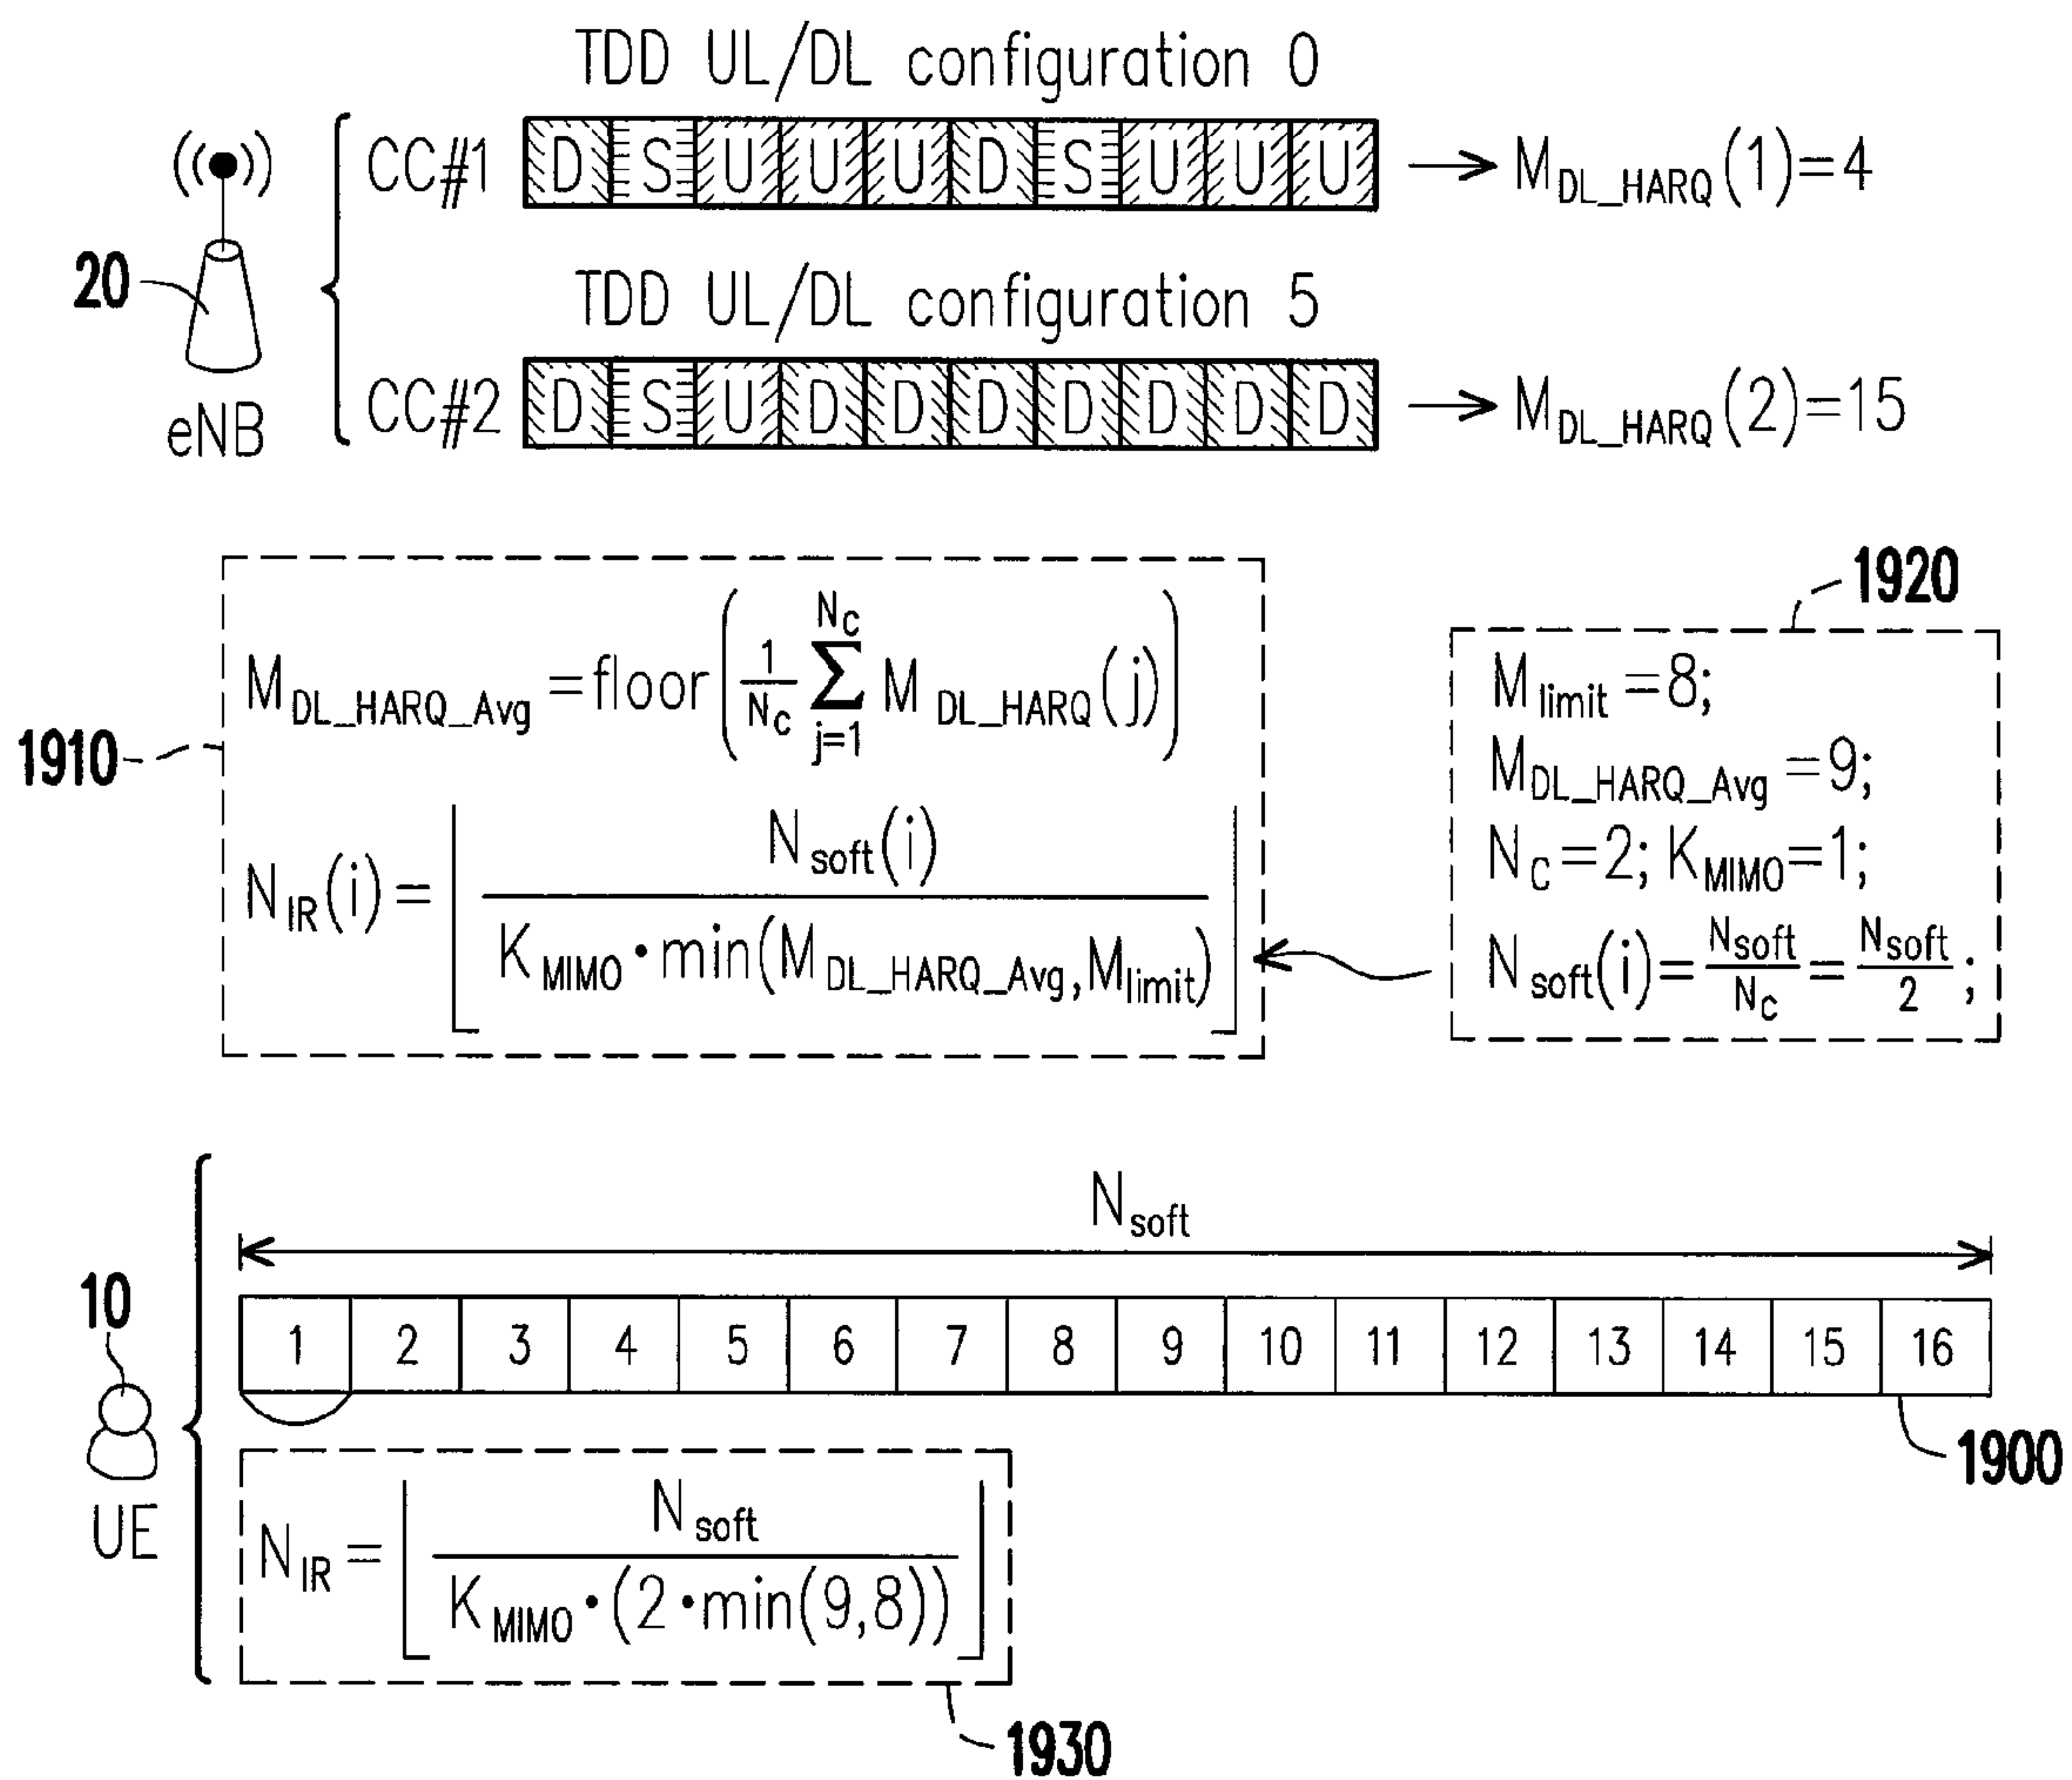 TDD UL/DL configuration 0
CC#1 D S U U U D S U U U M_DL_HARQ(1)=4
20
TDD UL/DL configuration 5
CC#2 D S U D D D D D D D M_DL_HARQ(2)=15
eNB
1910
M_DL_HARQ_Avg =floor(1/N_C Σ_{j=1}^{N_C} M_DL_HARQ(j))
N_IR(i)=⌊N_soft(i) / K_MIMO•min(M_DL_HARQ_Avg,M_limit)⌋
1920
M_limit=8;
M_DL_HARQ_Avg=9;
N_C=2; K_MIMO=1;
N_soft(i)=N_soft/N_C=N_soft/2;
N_soft
10
1 2 3 4 5 6 7 8 9 10 11 12 13 14 15 16
1900
UE
N_IR=⌊N_soft / K_MIMO•(2•min(9,8))⌋
1930